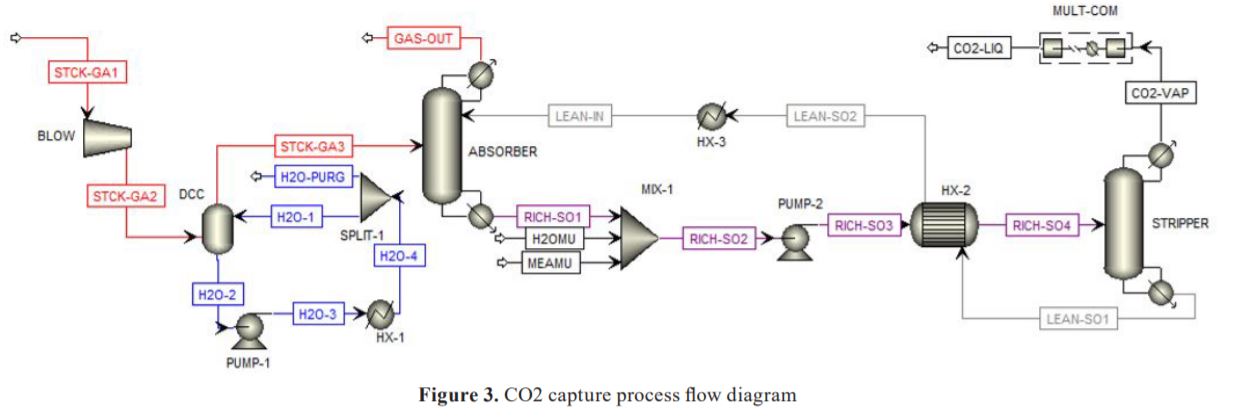 MULT-COM
GAS-OUT
CO2-LIQ
STCK-GA1
CO2-VAP
LEAN-IN
LEAN-SO2
BLOW
HX-3
STCK-GA3
ABSORBER
H2O-PURG
MIX-1
STCK-GA2
DCC
PUMP-2
HX-2
H2O-1
RICH-SO1
RICH-SO3
RICH-SO4
STRIPPER
SPLIT-1
H2OMU
RICH-SO2
H2O-4
MEAMU
H2O-2
H2O-3
LEAN-SO1
HX-1
PUMP-1
Figure 3. CO2 capture process flow diagram